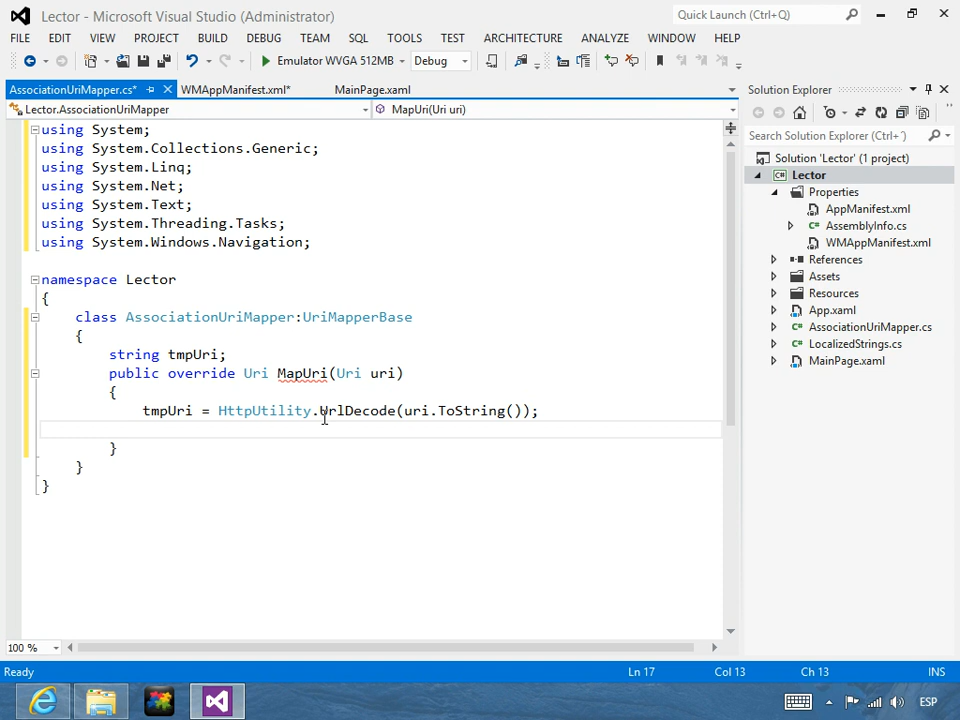 Lector - Microsoft Visual Studio (Administrator)
Quick Launch (Ctrl+Q)
FILE EDIT VIEW PROJECT BUILD DEBUG TEAM SQL TOOLS TEST ARCHITECTURE ANALYZE WINDOW HELP
Emulator WVGA 512MB Debug
AssociationUriMapper.cs* WMAppManifest.xml* MainPage.xaml
Lector.AssociationUriMapper MapUri(Uri uri)
using System;
using System.Collections.Generic;
using System.Linq;
using System.Net;
using System.Text;
using System.Threading.Tasks;
using System.Windows.Navigation;
namespace Lector
{
class AssociationUriMapper:UriMapperBase
{
string tmpUri;
public override Uri MapUri(Uri uri)
{
tmpUri = HttpUtility.UrlDecode(uri.ToString());
}
}
}
100 %
Solution Explorer
Search Solution Explorer (Ctrl+´)
Solution 'Lector' (1 project)
Lector
Properties
AppManifest.xml
AssemblyInfo.cs
WMAppManifest.xml
References
Assets
Resources
App.xaml
AssociationUriMapper.cs
LocalizedStrings.cs
MainPage.xaml
Ready Ln 17 Col 13 Ch 13 INS
ESP